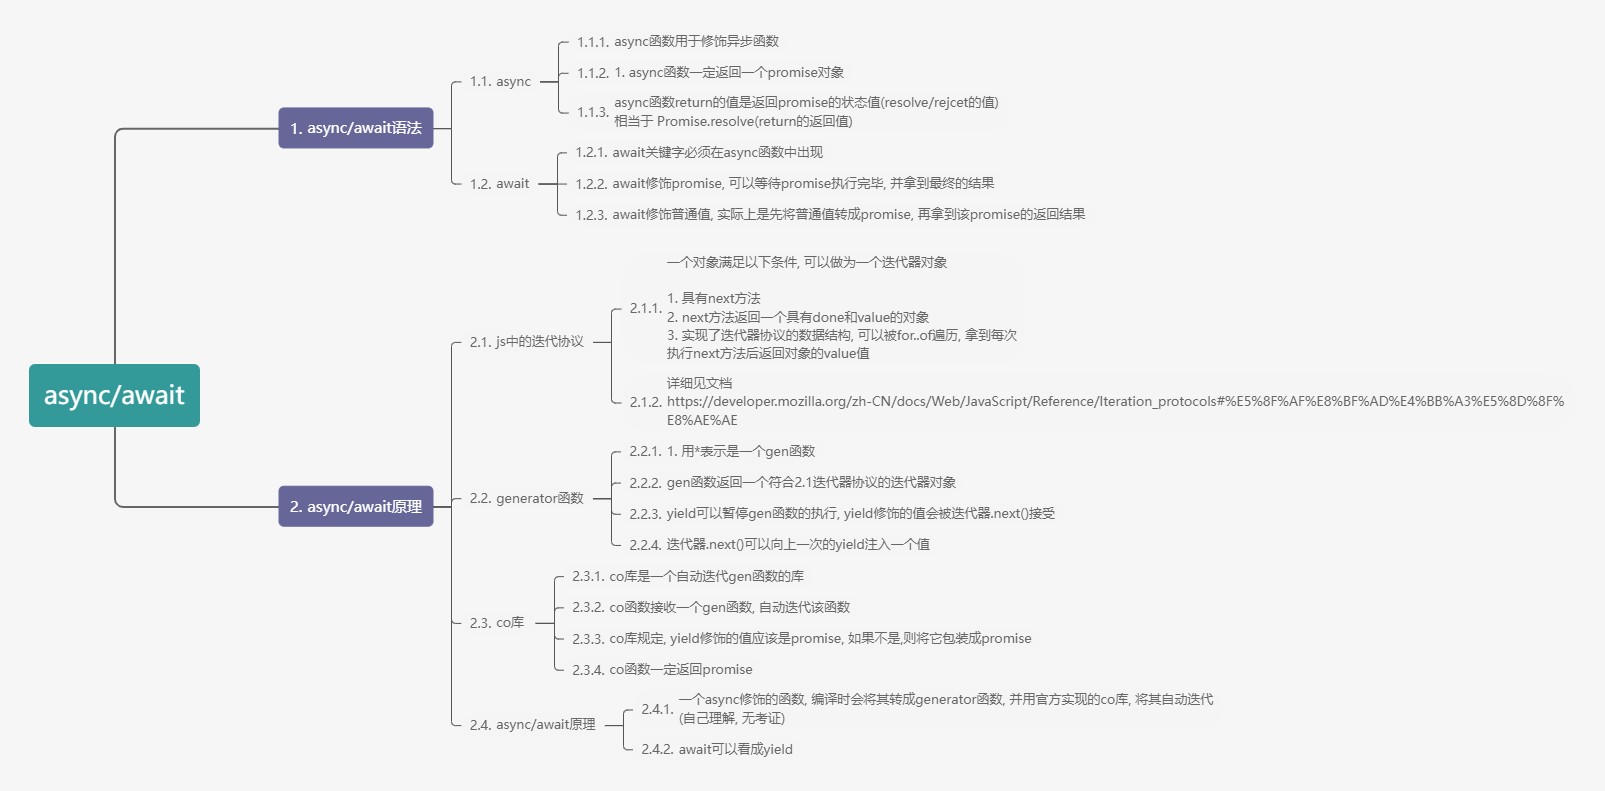 async/await
1. async/await语法
1.1. async
1.1.1. async函数用于修饰异步函数
1.1.2. 1. async函数一定返回一个promise对象
1.1.3. async函数return的值是返回promise的状态值(resolve/rejcet的值)
相当于 Promise.resolve(return的返回值)
1.2. await
1.2.1. await关键字必须在async函数中出现
1.2.2. await修饰promise, 可以等待promise执行完毕, 并拿到最终的结果
1.2.3. await修饰普通值, 实际上是先将普通值转成promise, 再拿到该promise的返回结果
2. async/await原理
2.1. js中的迭代协议
2.1.1. 一个对象满足以下条件, 可以做为一个迭代器对象
1. 具有next方法
2. next方法返回一个具有done和value的对象
3. 实现了迭代器协议的数据结构, 可以被for..of遍历, 拿到每次
执行next方法后返回对象的value值
2.1.2. 详细见文档
https://developer.mozilla.org/zh-CN/docs/Web/JavaScript/Reference/Iteration_protocols#%E5%8F%AF%E8%BF%AD%E4%BB%A3%E5%8D%8F%
E8%AE%AE
2.2. generator函数
2.2.1. 1. 用*表示是一个gen函数
2.2.2. gen函数返回一个符合2.1迭代器协议的迭代器对象
2.2.3. yield可以暂停gen函数的执行, yield修饰的值会被迭代器.next()接受
2.2.4. 迭代器.next()可以向上一次的yield注入一个值
2.3. co库
2.3.1. co库是一个自动迭代gen函数的库
2.3.2. co函数接收一个gen函数, 自动迭代该函数
2.3.3. co库规定, yield修饰的值应该是promise, 如果不是,则将它包装成promise
2.3.4. co函数一定返回promise
2.4. async/await原理
2.4.1. 一个async修饰的函数, 编译时会将其转成generator函数, 并用官方实现的co库, 将其自动迭代
(自己理解, 无考证)
2.4.2. await可以看成yield